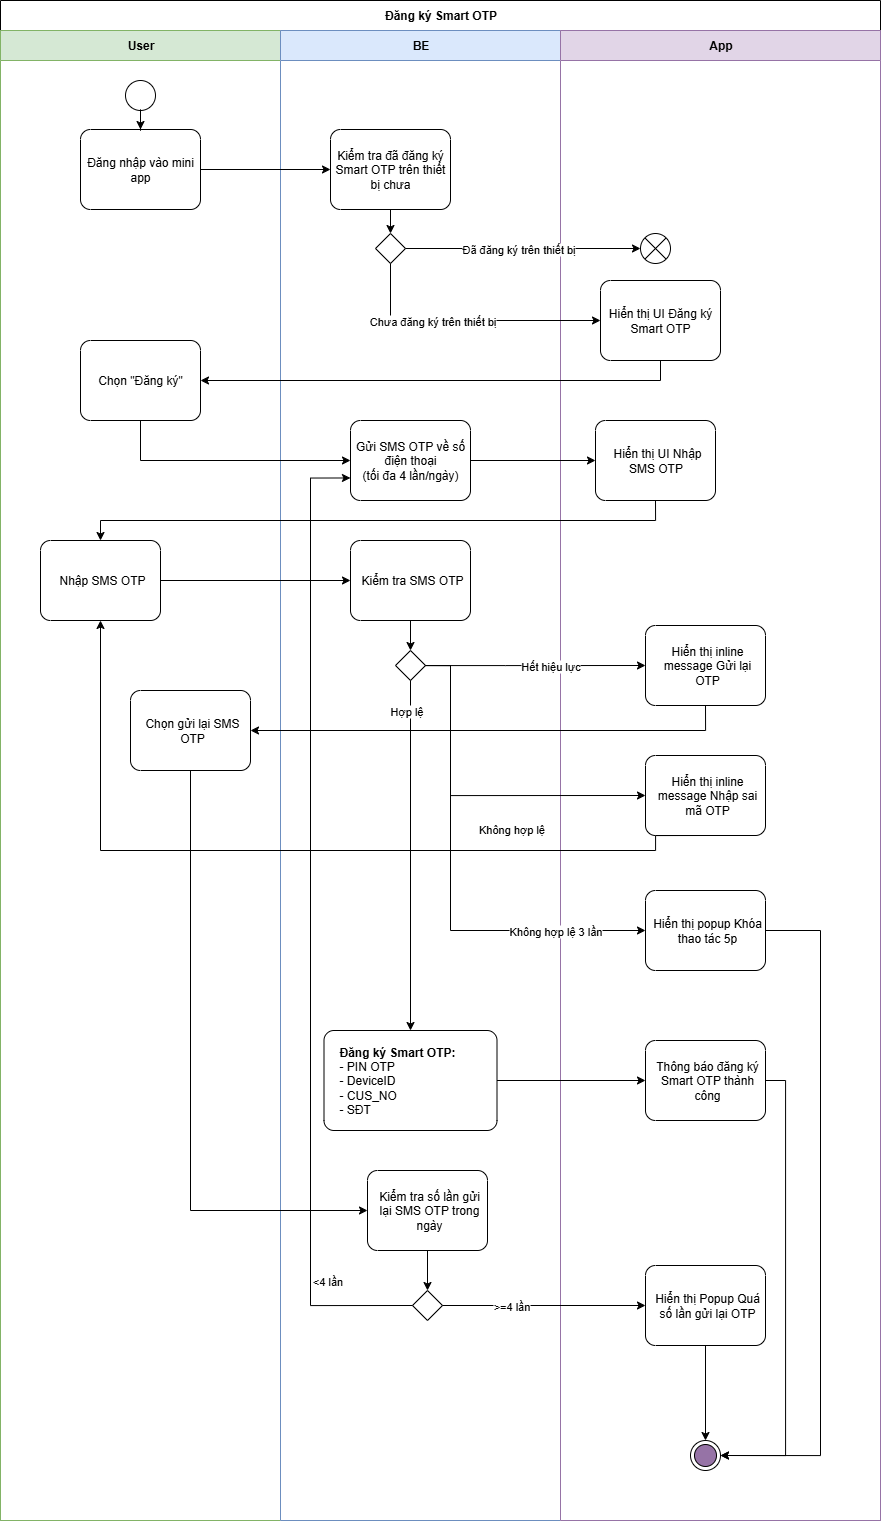 Đăng ký Smart OTP
User
BE
App
Đăng nhập vào mini
app
Kiểm tra đã đăng ký
Smart OTP trên thiết
bị chưa
Đã đăng ký trên thiết bị
Hiển thị UI Đăng ký
Smart OTP
Chưa đăng ký trên thiết bị
Chọn "Đăng ký"
Gửi SMS OTP về số
điện thoại
(tối đa 4 lần/ngày)
Hiển thị UI Nhập
SMS OTP
Nhập SMS OTP
Kiểm tra SMS OTP
Hết hiệu lực
Hiển thị inline
message Gửi lại
OTP
Hợp lệ
Chọn gửi lại SMS
OTP
Hiển thị inline
message Nhập sai
mã OTP
Không hợp lệ
Không hợp lệ 3 lần
Hiển thị popup Khóa
thao tác 5p
Đăng ký Smart OTP:
- PIN OTP
- DeviceID
- CUS_NO
- SĐT
Thông báo đăng ký
Smart OTP thành
công
Kiểm tra số lần gửi
lại SMS OTP trong
ngày
<4 lần
>=4 lần
Hiển thị Popup Quá
số lần gửi lại OTP